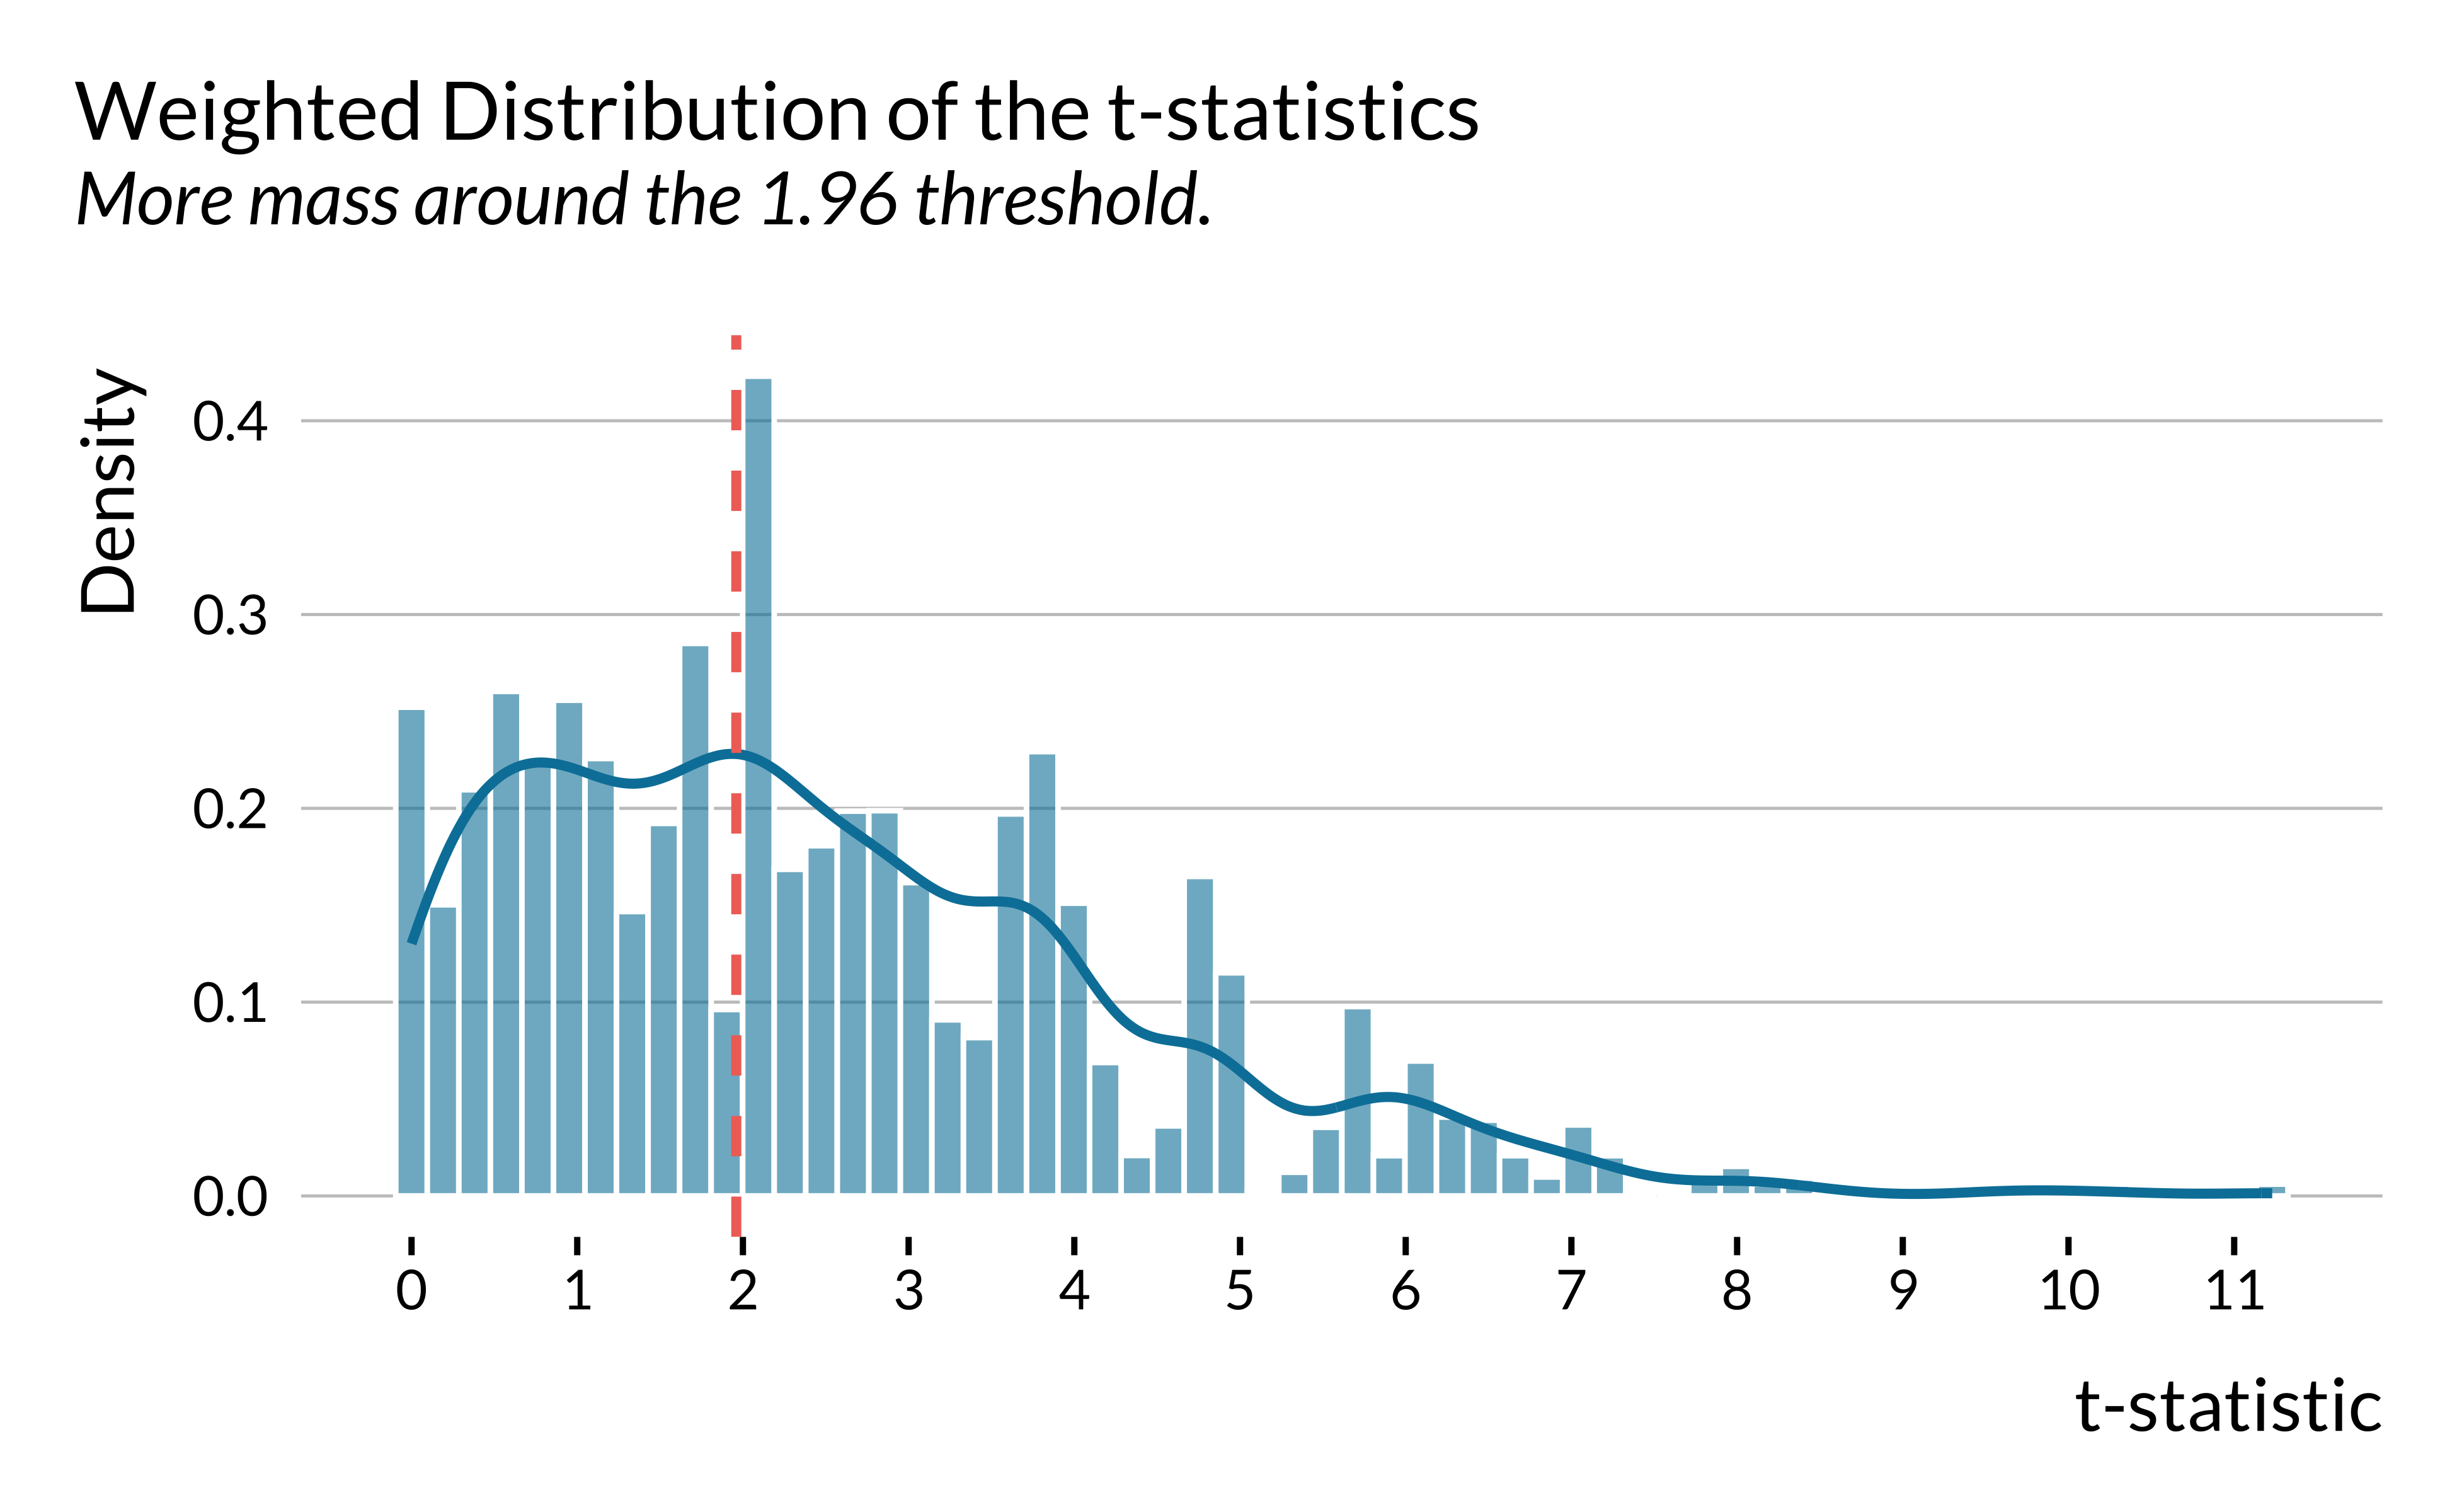 Weighted Distribution of the t-statistics
More mass around the 1.96 threshold.
Density
0.4
0.3
0.2
0.1
0.0
0 1 2 3 4 5 6 7 8 9 10 11
t-statistic